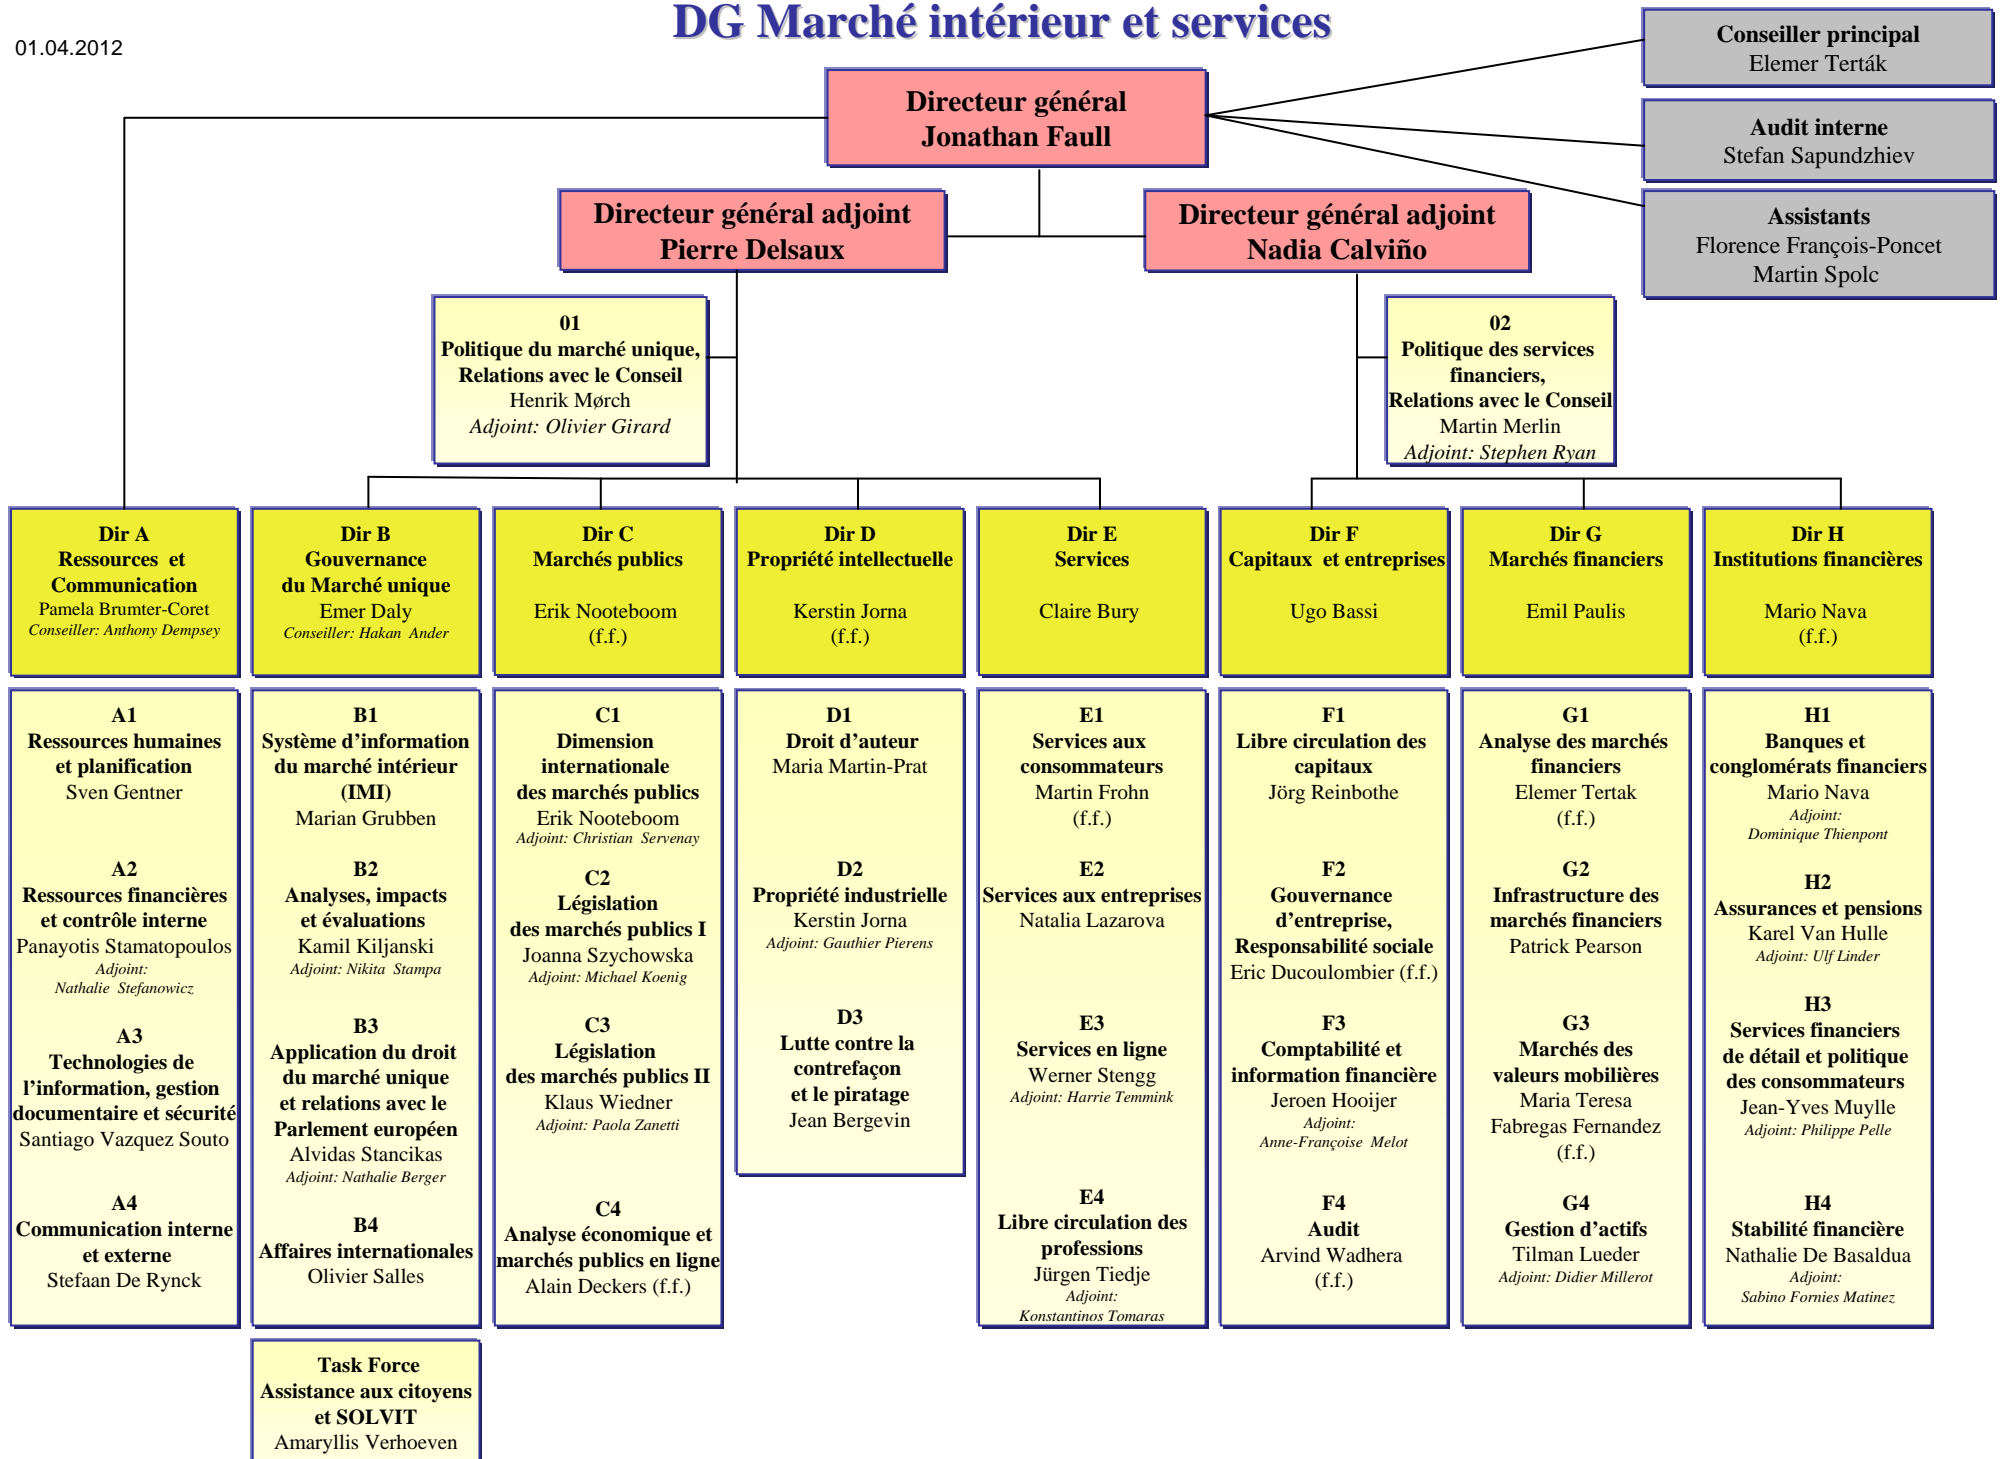 DG Marché intérieur et services
01.04.2012
Conseiller principal
Elemer Terták
Directeur général
Jonathan Faull
Audit interne
Stefan Sapundzhiev
Assistants
Florence François-Poncet
Martin Spolc
Directeur général adjoint
Pierre Delsaux
Directeur général adjoint
Nadia Calviño
01
Politique du marché unique,
Relations avec le Conseil
Henrik Mørch
Adjoint: Olivier Girard
02
Politique des services
financiers,
Relations avec le Conseil
Martin Merlin
Adjoint: Stephen Ryan
Dir A
Ressources et
Communication
Pamela Brumter-Coret
Conseiller: Anthony Dempsey
Dir B
Gouvernance
du Marché unique
Emer Daly
Conseiller: Hakan Ander
Dir C
Marchés publics
Erik Nooteboom
(f.f.)
Dir D
Propriété intellectuelle
Kerstin Jorna
(f.f.)
Dir E
Services
Claire Bury
Dir F
Capitaux et entreprises
Ugo Bassi
Dir G
Marchés financiers
Emil Paulis
Dir H
Institutions financières
Mario Nava
(f.f.)
A1
Ressources humaines
et planification
Sven Gentner
A2
Ressources financières
et contrôle interne
Panayotis Stamatopoulos
Adjoint:
Nathalie Stefanowicz
A3
Technologies de
l'information, gestion
documentaire et sécurité
Santiago Vazquez Souto
A4
Communication interne
et externe
Stefaan De Rynck
B1
Système d'information
du marché intérieur
(IMI)
Marian Grubben
B2
Analyses, impacts
et évaluations
Kamil Kiljanski
Adjoint: Nikita Stampa
B3
Application du droit
du marché unique
et relations avec le
Parlement européen
Alvidas Stancikas
Adjoint: Nathalie Berger
B4
Affaires internationales
Olivier Salles
Task Force
Assistance aux citoyens
et SOLVIT
Amaryllis Verhoeven
C1
Dimension
internationale
des marchés publics
Erik Nooteboom
Adjoint: Christian Servenay
C2
Législation
des marchés publics I
Joanna Szychowska
Adjoint: Michael Koenig
C3
Législation
des marchés publics II
Klaus Wiedner
Adjoint: Paola Zanetti
C4
Analyse économique et
marchés publics en ligne
Alain Deckers (f.f.)
D1
Droit d'auteur
Maria Martin-Prat
D2
Propriété industrielle
Kerstin Jorna
Adjoint: Gauthier Pierens
D3
Lutte contre la
contrefaçon
et le piratage
Jean Bergevin
E1
Services aux
consommateurs
Martin Frohn
(f.f.)
E2
Services aux entreprises
Natalia Lazarova
E3
Services en ligne
Werner Stengg
Adjoint: Harrie Temmink
E4
Libre circulation des
professions
Jürgen Tiedje
Adjoint:
Konstantinos Tomaras
F1
Libre circulation des
capitaux
Jörg Reinbothe
F2
Gouvernance
d'entreprise,
Responsabilité sociale
Eric Ducoulombier (f.f.)
F3
Comptabilité et
information financière
Jeroen Hooijer
Adjoint:
Anne-Françoise Melot
F4
Audit
Arvind Wadhera
(f.f.)
G1
Analyse des marchés
financiers
Elemer Tertak
(f.f.)
G2
Infrastructure des
marchés financiers
Patrick Pearson
G3
Marchés des
valeurs mobilières
Maria Teresa
Fabregas Fernandez
(f.f.)
G4
Gestion d'actifs
Tilman Lueder
Adjoint: Didier Millerot
H1
Banques et
conglomérats financiers
Mario Nava
Adjoint:
Dominique Thienpont
H2
Assurances et pensions
Karel Van Hulle
Adjoint: Ulf Linder
H3
Services financiers
de détail et politique
des consommateurs
Jean-Yves Muylle
Adjoint: Philippe Pelle
H4
Stabilité financière
Nathalie De Basaldua
Adjoint:
Sabino Fornies Matinez